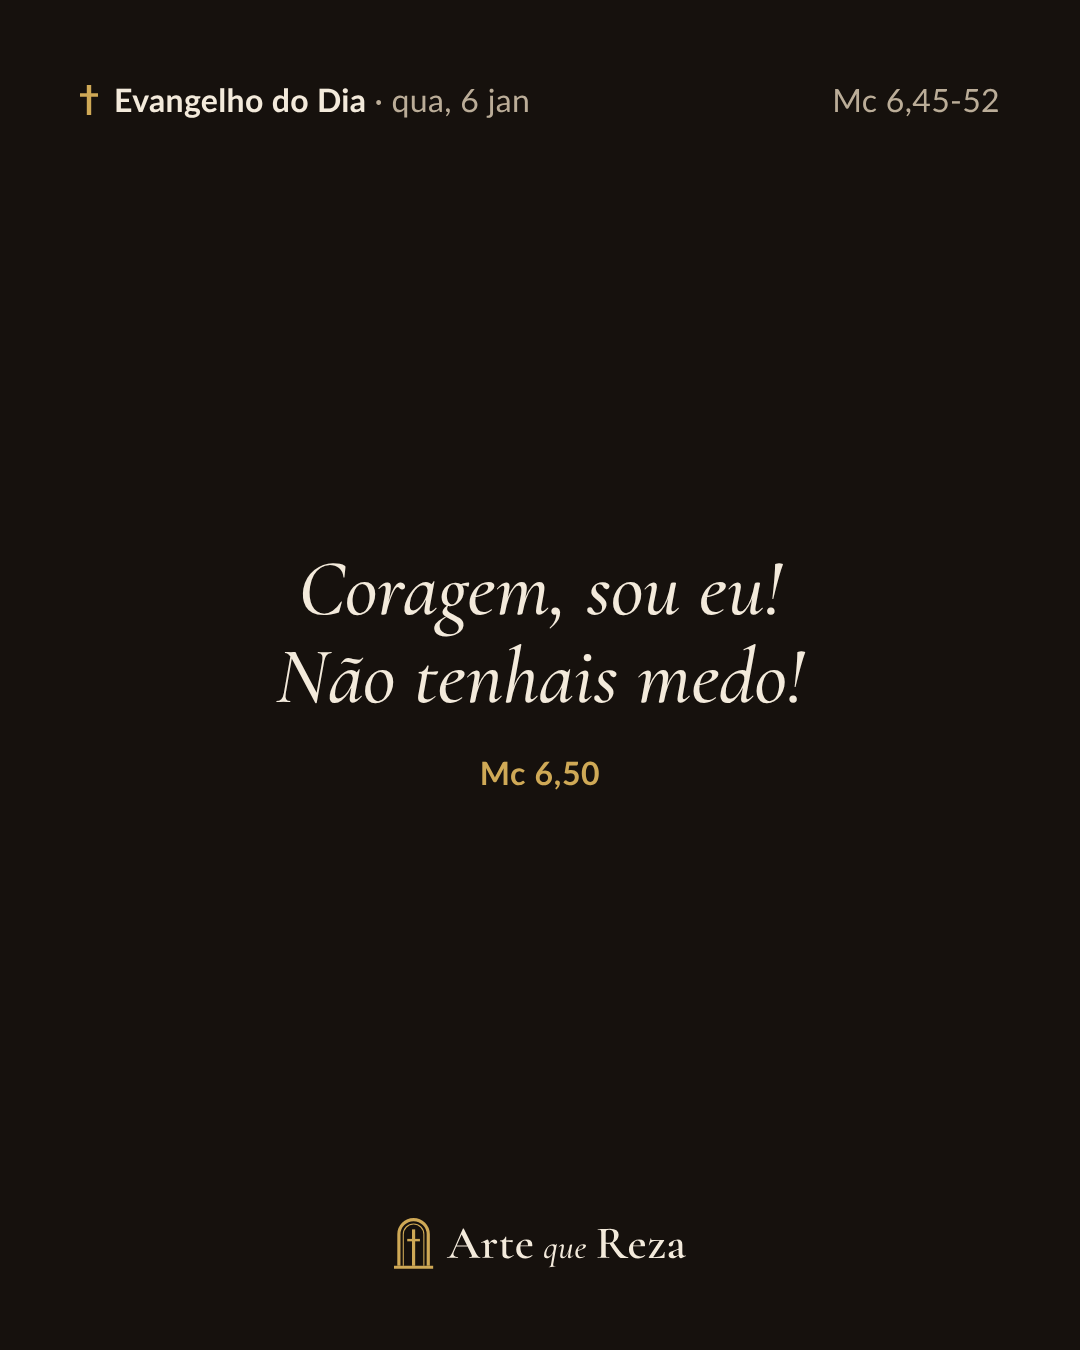 ✝ Evangelho do Dia · qua, 6 jan
Mc 6,45-52
Coragem, sou eu!
Não tenhais medo!
Mc 6,50
Arte que Reza